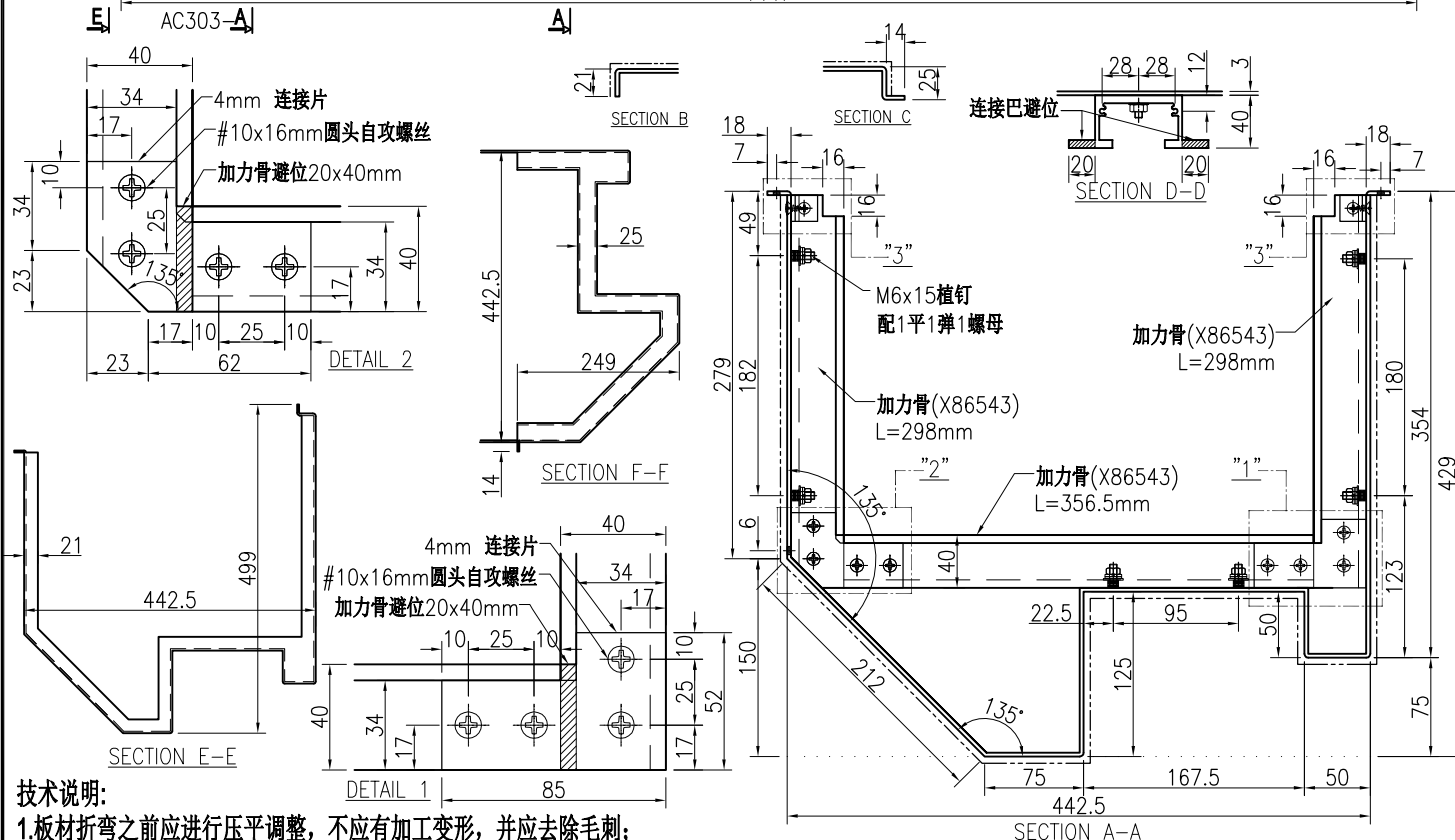 E
AC303-A
A
40
34
17
4mm 连接片
#10x16mm圆头自攻螺丝
加力骨避位20x40mm
10
34
25
23
135°
17
34
40
17
10
25
10
23
62
DETAIL 2
21
SECTION B
14
25
SECTION C
28
28
12
3
连接巴避位
40
20
20
SECTION D-D
442.5
25
249
14
SECTION F-F
21
442.5
499
SECTION E-E
40
4mm 连接片
34
#10x16mm圆头自攻螺丝
17
加力骨避位20x40mm
10
25
10
10
25
52
40
34
17
17
DETAIL 1
85
18
7
16
16
49
"3"
M6x15植钉
配1平1弹1螺母
279
182
加力骨(X86543)
L=298mm
"2"
加力骨(X86543)
L=356.5mm
"1"
135°
6
40
16
18
7
16
"3"
加力骨(X86543)
L=298mm
180
354
429
123
22.5
95
50
150
212
125
135°
75
75
167.5
50
442.5
SECTION A-A
技术说明:
1.板材折弯之前应进行压平调整，不应有加工变形，并应去除毛刺；